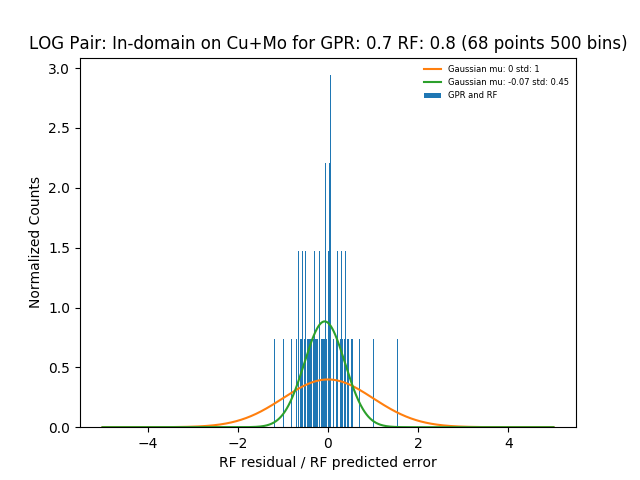 LOG Pair: In-domain on Cu+Mo for GPR: 0.7 RF: 0.8 (68 points 500 bins)
Gaussian mu: 0 std: 1
Gaussian mu: -0.07 std: 0.45
GPR and RF
Normalized Counts
3.0
2.5
2.0
1.5
1.0
0.5
0.0
−4 −2 0 2 4
RF residual / RF predicted error